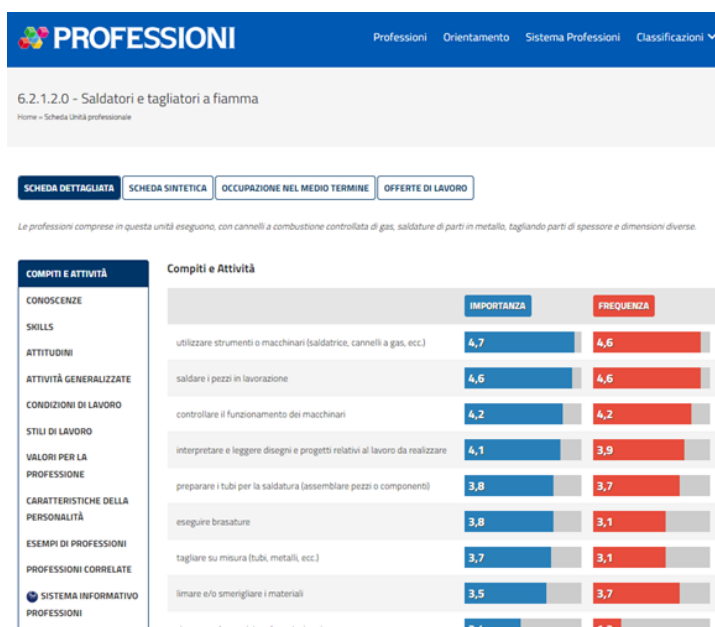 PROFESSIONI
Professioni Orientamento Sistema Professioni Classificazioni
6.2.1.2.0 - Saldatori e tagliatori a fiamma
Home » Scheda Unità professionale
SCHEDA DETTAGLIATA SCHEDA SINTETICA OCCUPAZIONE NEL MEDIO TERMINE OFFERTE DI LAVORO
Le professioni comprese in questa unità eseguono, con cannelli a combustione controllata di gas, saldature di parti in metallo, tagliando parti di spessore e dimensioni diverse.
COMPITI E ATTIVITÀ
CONOSCENZE
SKILLS
ATTITUDINI
ATTIVITÀ GENERALIZZATE
CONDIZIONI DI LAVORO
STILI DI LAVORO
VALORI PER LA
PROFESSIONE
CARATTERISTICHE DELLA
PERSONALITÀ
ESEMPI DI PROFESSIONI
PROFESSIONI CORRELATE
SISTEMA INFORMATIVO
PROFESSIONI
Compiti e Attività
IMPORTANZA FREQUENZA
utilizzare strumenti o macchinari (saldatrice, cannelli a gas, ecc.) 4,7 4,6
saldare i pezzi in lavorazione 4,6 4,6
controllare il funzionamento dei macchinari 4,2 4,2
interpretare e leggere disegni e progetti relativi al lavoro da realizzare 4,1 3,9
preparare i tubi per la saldatura (assemblare pezzi o componenti) 3,8 3,7
eseguire brasature 3,8 3,1
tagliare su misura (tubi, metalli, ecc.) 3,7 3,1
limare e/o smerigliare i materiali 3,5 3,7